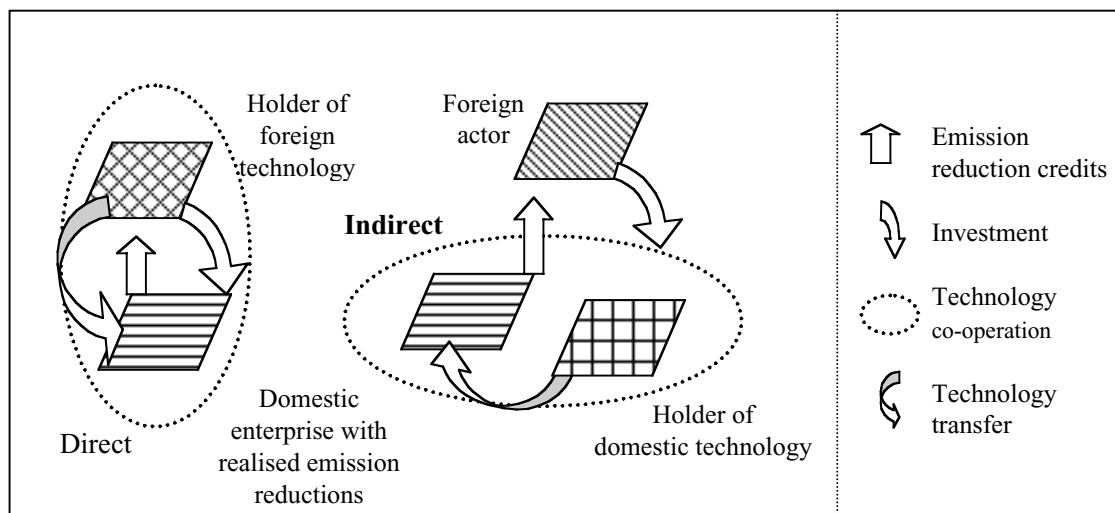 Holder of
foreign
technology
Direct
Domestic
enterprise with
realised emission
reductions
Foreign
actor
Indirect
Holder of
domestic technology
Emission
reduction credits
Investment
Technology
co-operation
Technology
transfer